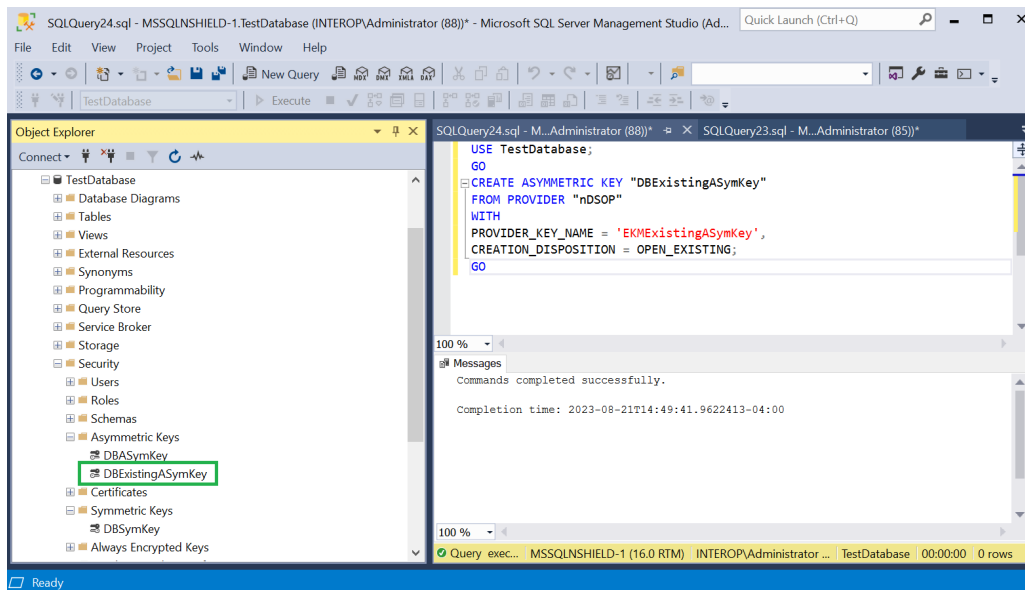 SQLQuery24.sql - MSSQLNSHIELD-1.TestDatabase (INTEROP\Administrator (88))* - Microsoft SQL Server Management Studio (Ad...
Quick Launch (Ctrl+Q)
File Edit View Project Tools Window Help
New Query MDX DMX XMLA DAX
TestDatabase Execute
Object Explorer
Connect
TestDatabase
Database Diagrams
Tables
Views
External Resources
Synonyms
Programmability
Query Store
Service Broker
Storage
Security
Users
Roles
Schemas
Asymmetric Keys
DBASymKey
DBExistingASymKey
Certificates
Symmetric Keys
DBSymKey
Always Encrypted Keys
SQLQuery24.sql - M...Administrator (88))* SQLQuery23.sql - M...Administrator (85))*
USE TestDatabase;
GO
CREATE ASYMMETRIC KEY "DBExistingASymKey"
FROM PROVIDER "nDSOP"
WITH
PROVIDER_KEY_NAME = 'EKMExistingASymKey',
CREATION_DISPOSITION = OPEN_EXISTING;
GO
100 %
Messages
Commands completed successfully.
Completion time: 2023-08-21T14:49:41.9622413-04:00
100 %
Query exec... MSSQLNSHIELD-1 (16.0 RTM) INTEROP\Administrator ... TestDatabase 00:00:00 0 rows
Ready